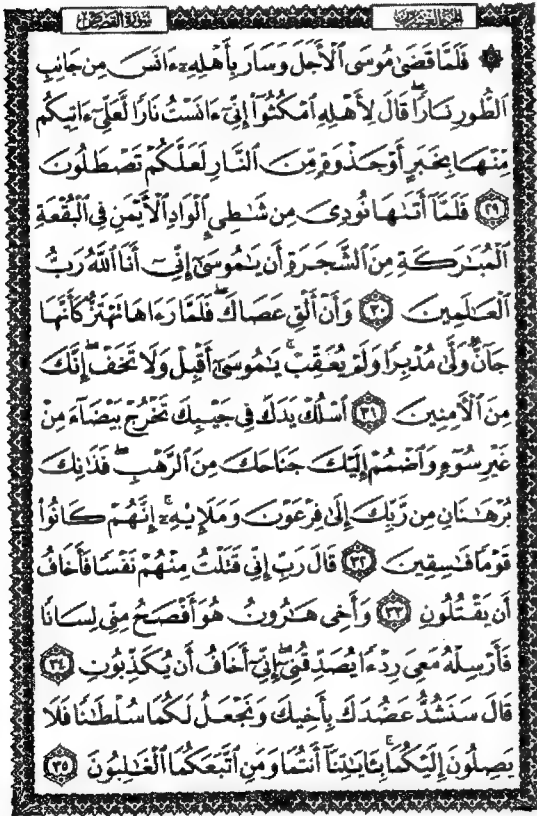 الجزء العشرون
سورة القصص
۞ فَلَمَّا قَضَىٰ مُوسَى ٱلْأَجَلَ وَسَارَ بِأَهْلِهِۦٓ ءَانَسَ مِن جَانِبِ
ٱلطُّورِ نَارًاۖ قَالَ لِأَهْلِهِ ٱمْكُثُوٓاْ إِنِّىٓ ءَانَسْتُ نَارًا لَّعَلِّىٓ ءَاتِيكُم
مِّنْهَا بِخَبَرٍ أَوْ جَذْوَةٍ مِّنَ ٱلنَّارِ لَعَلَّكُمْ تَصْطَلُونَ
٢٩ فَلَمَّآ أَتَىٰهَا نُودِىَ مِن شَٰطِئِ ٱلْوَادِ ٱلْأَيْمَنِ فِى ٱلْبُقْعَةِ
ٱلْمُبَٰرَكَةِ مِنَ ٱلشَّجَرَةِ أَن يَٰمُوسَىٰٓ إِنِّىٓ أَنَا ٱللَّهُ رَبُّ
ٱلْعَٰلَمِينَ ٣٠ وَأَنْ أَلْقِ عَصَاكَۖ فَلَمَّا رَءَاهَا تَهْتَزُّ كَأَنَّهَا
جَآنٌّ وَلَّىٰ مُدْبِرًا وَلَمْ يُعَقِّبْۚ يَٰمُوسَىٰٓ أَقْبِلْ وَلَا تَخَفْۖ إِنَّكَ
مِنَ ٱلْأَمِنِينَ ٣١ ٱسْلُكْ يَدَكَ فِى جَيْبِكَ تَخْرُجْ بَيْضَآءَ مِنْ
غَيْرِ سُوٓءٍ وَٱضْمُمْ إِلَيْكَ جَنَاحَكَ مِنَ ٱلرَّهْبِۖ فَذَٰنِكَ
بُرْهَٰنَانِ مِن رَّبِّكَ إِلَىٰ فِرْعَوْنَ وَمَلَإِيْهِۦٓۚ إِنَّهُمْ كَانُواْ
قَوْمًا فَٰسِقِينَ ٣٢ قَالَ رَبِّ إِنِّى قَتَلْتُ مِنْهُمْ نَفْسًا فَأَخَافُ
أَن يَقْتُلُونِ ٣٣ وَأَخِى هَٰرُونُ هُوَ أَفْصَحُ مِنِّى لِسَانًا
فَأَرْسِلْهُ مَعِىَ رِدْءًا يُصَدِّقُنِىٓۖ إِنِّىٓ أَخَافُ أَن يُكَذِّبُونِ ٣٤
قَالَ سَنَشُدُّ عَضُدَكَ بِأَخِيكَ وَنَجْعَلُ لَكُمَا سُلْطَٰنًا فَلَا
يَصِلُونَ إِلَيْكُمَاۚ بِـَٔايَٰتِنَآ أَنتُمَا وَمَنِ ٱتَّبَعَكُمَا ٱلْغَٰلِبُونَ ٣٥